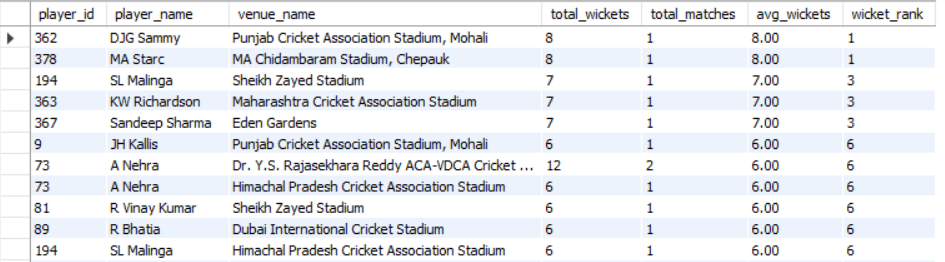 player_id player_name venue_name total_wickets total_matches avg_wickets wicket_rank
362 DJG Sammy Punjab Cricket Association Stadium, Mohali 8 1 8.00 1
378 MA Starc MA Chidambaram Stadium, Chepauk 8 1 8.00 1
194 SL Malinga Sheikh Zayed Stadium 7 1 7.00 3
363 KW Richardson Maharashtra Cricket Association Stadium 7 1 7.00 3
367 Sandeep Sharma Eden Gardens 7 1 7.00 3
9 JH Kallis Punjab Cricket Association Stadium, Mohali 6 1 6.00 6
73 A Nehra Dr. Y.S. Rajasekhara Reddy ACA-VDCA Cricket ... 12 2 6.00 6
73 A Nehra Himachal Pradesh Cricket Association Stadium 6 1 6.00 6
81 R Vinay Kumar Sheikh Zayed Stadium 6 1 6.00 6
89 R Bhatia Dubai International Cricket Stadium 6 1 6.00 6
194 SL Malinga Himachal Pradesh Cricket Association Stadium 6 1 6.00 6